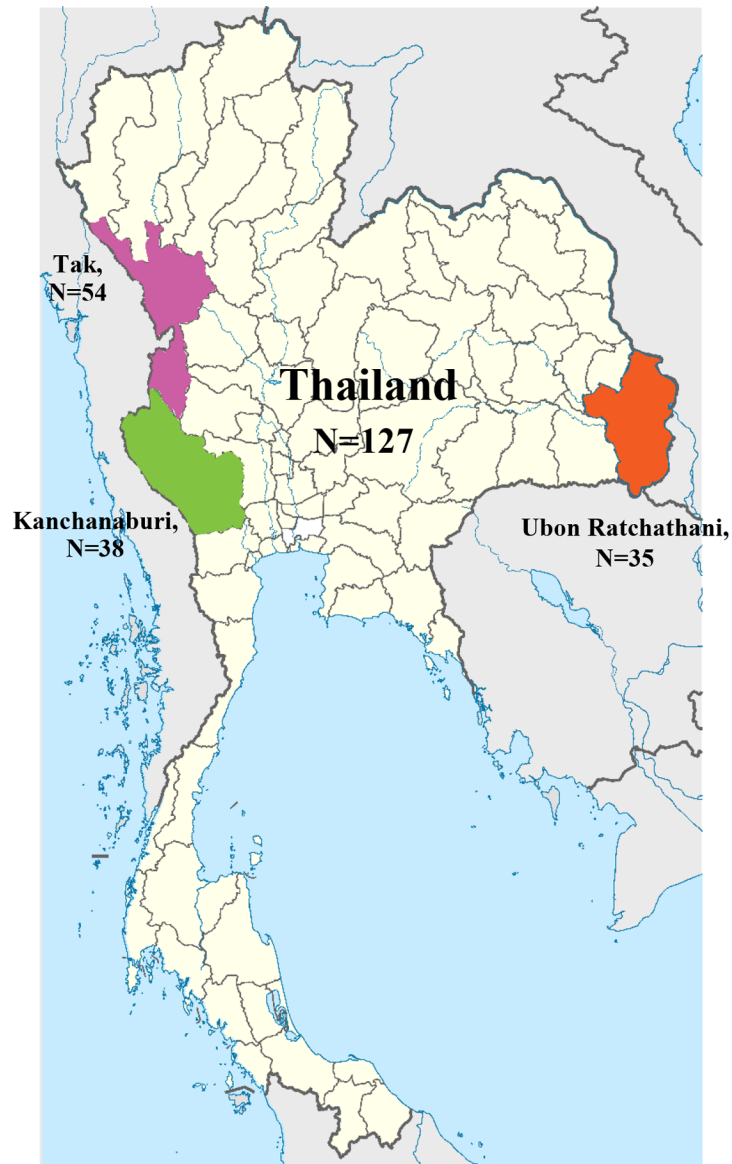 Tak,
N=54
Thailand
N=127
Kanchanaburi,
N=38
Ubon Ratchathani,
N=35